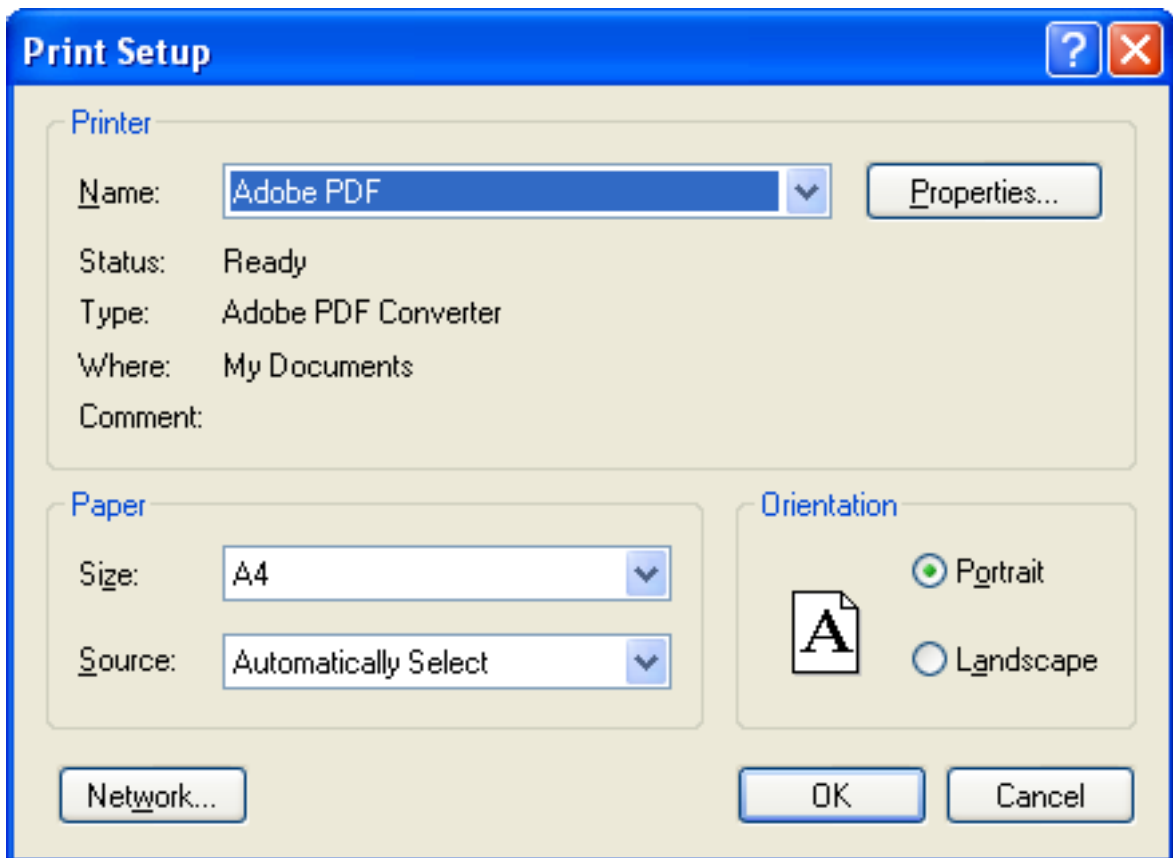 Print Setup
Printer
Name: Adobe PDF Properties...
Status: Ready
Type: Adobe PDF Converter
Where: My Documents
Comment:
Paper
Size: A4
Source: Automatically Select
Orientation
A
Portrait
Landscape
Network... OK Cancel